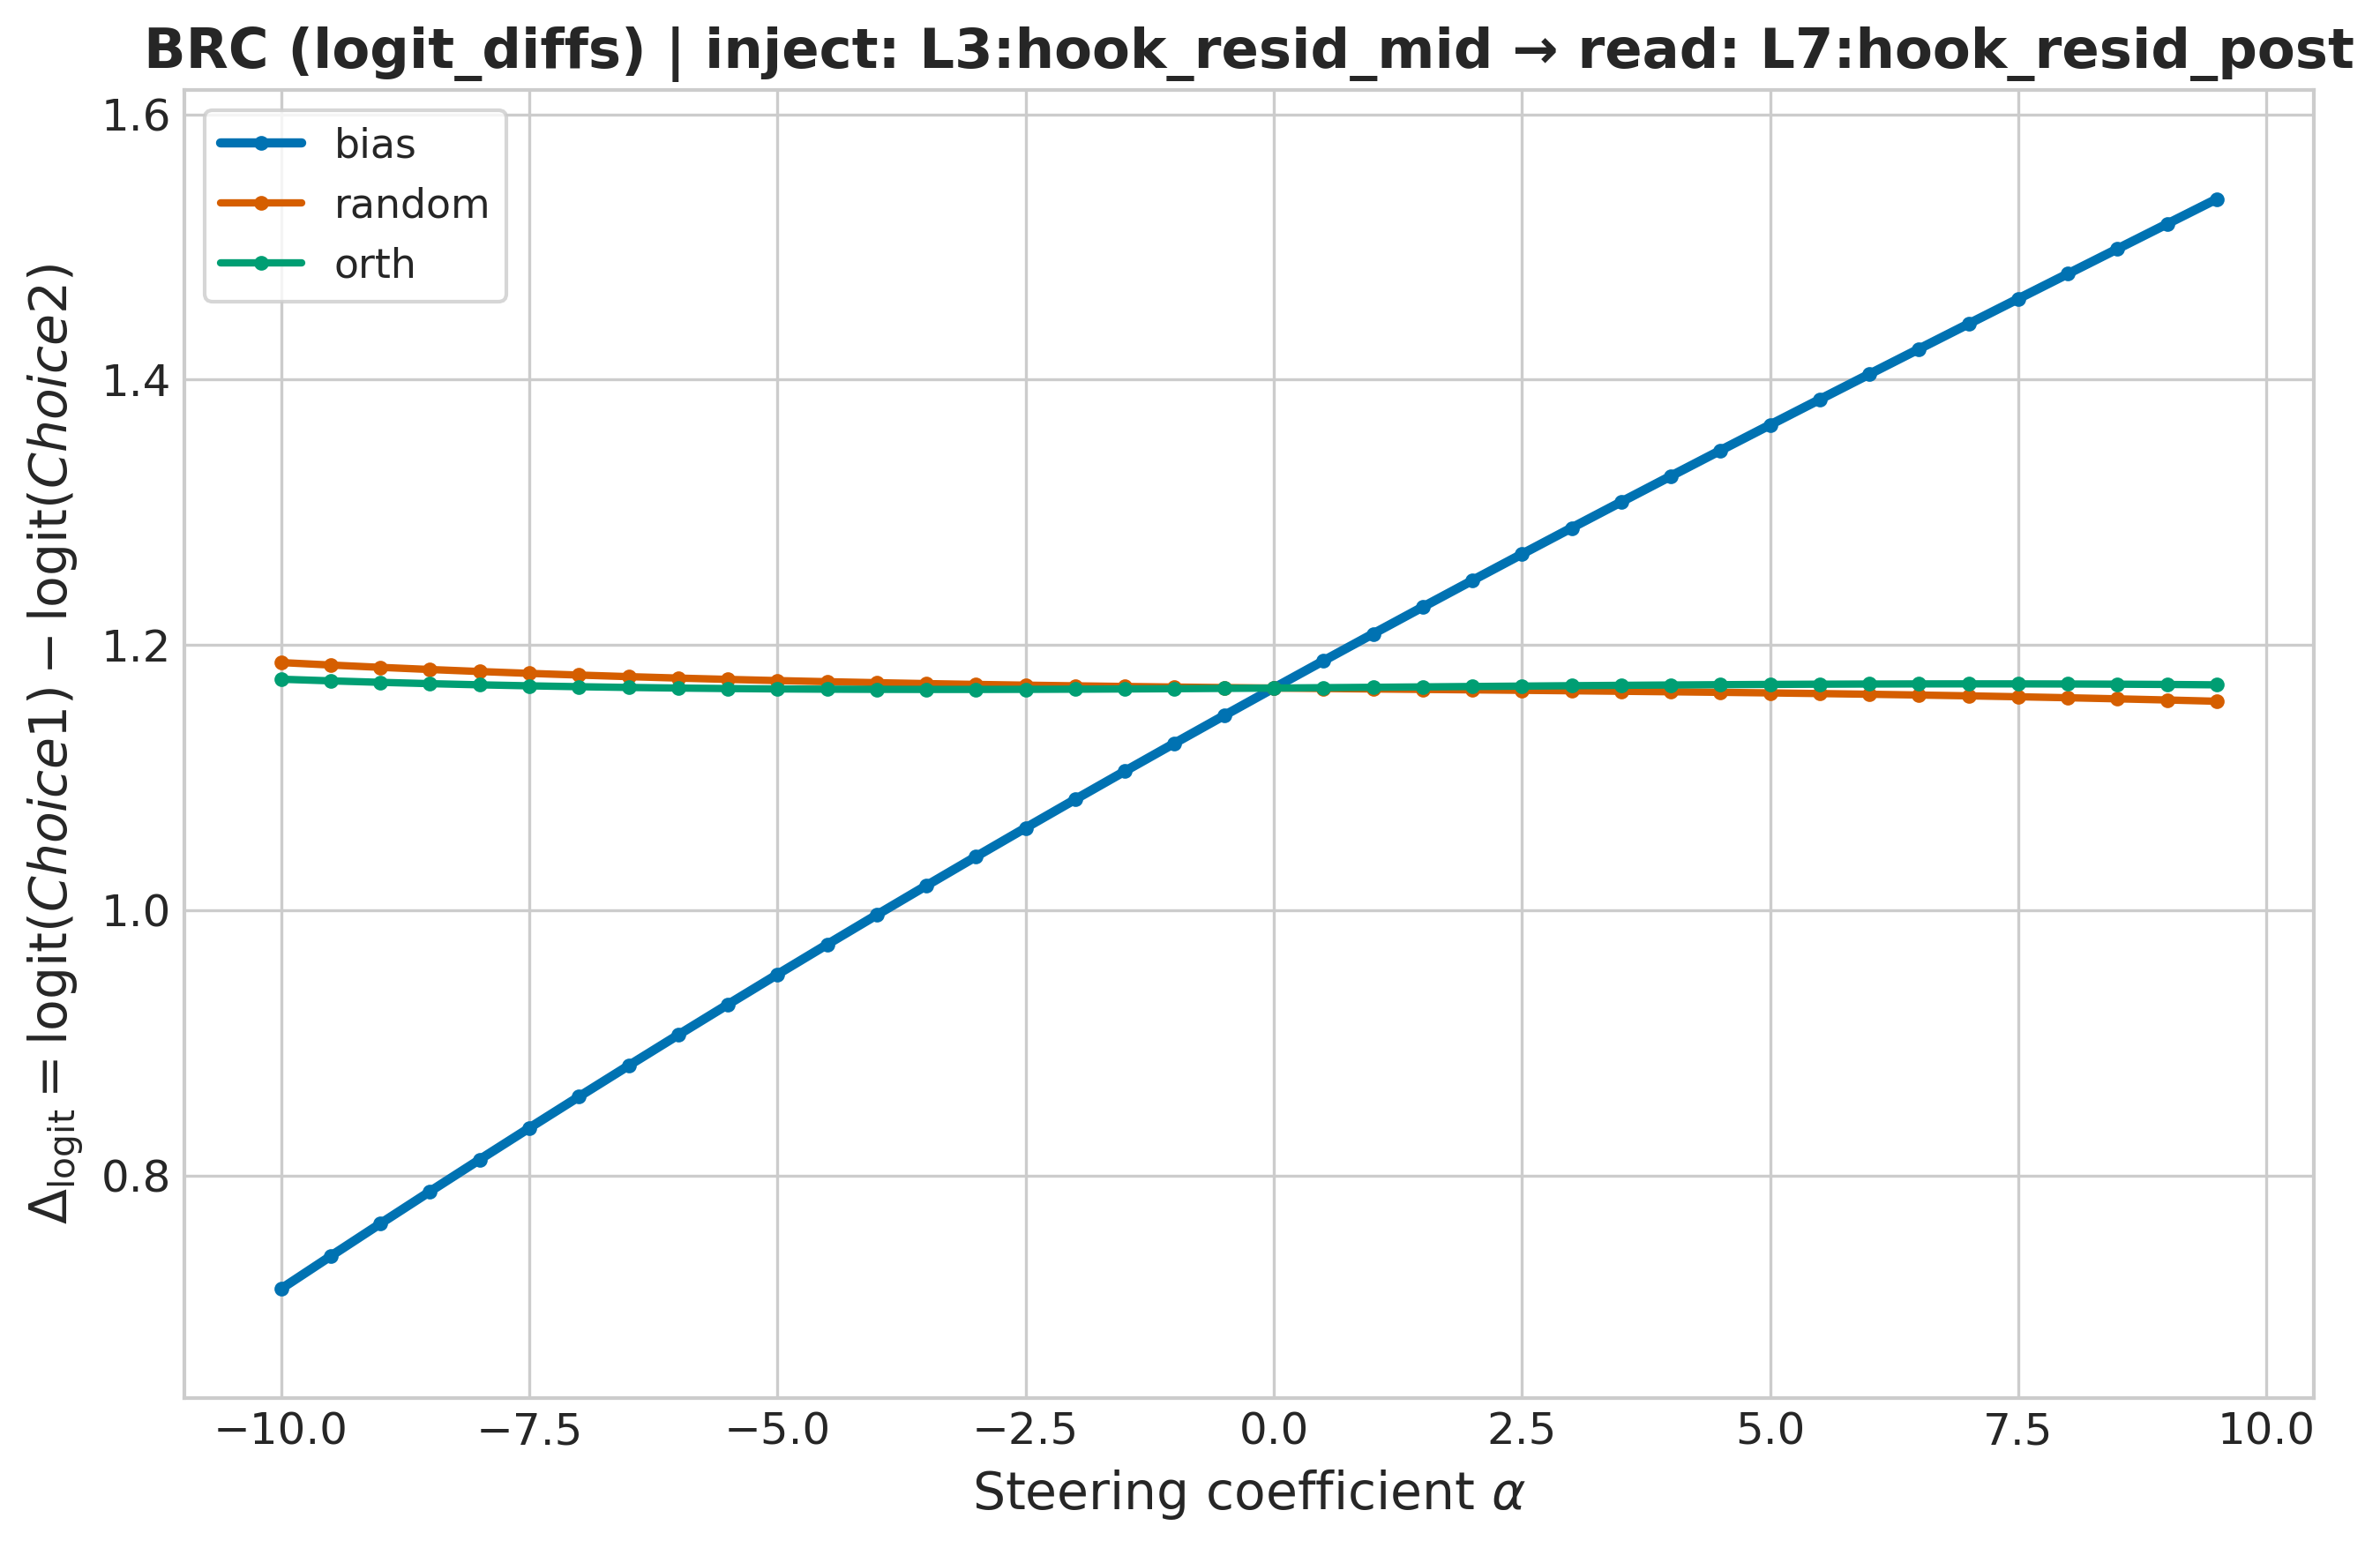 BRC (logit_diffs) | inject: L3:hook_resid_mid → read: L7:hook_resid_post
bias
random
orth
Δlogit = logit(Choice1) − logit(Choice2)
1.6
1.4
1.2
1.0
0.8
−10.0 −7.5 −5.0 −2.5 0.0 2.5 5.0 7.5 10.0
Steering coefficient α